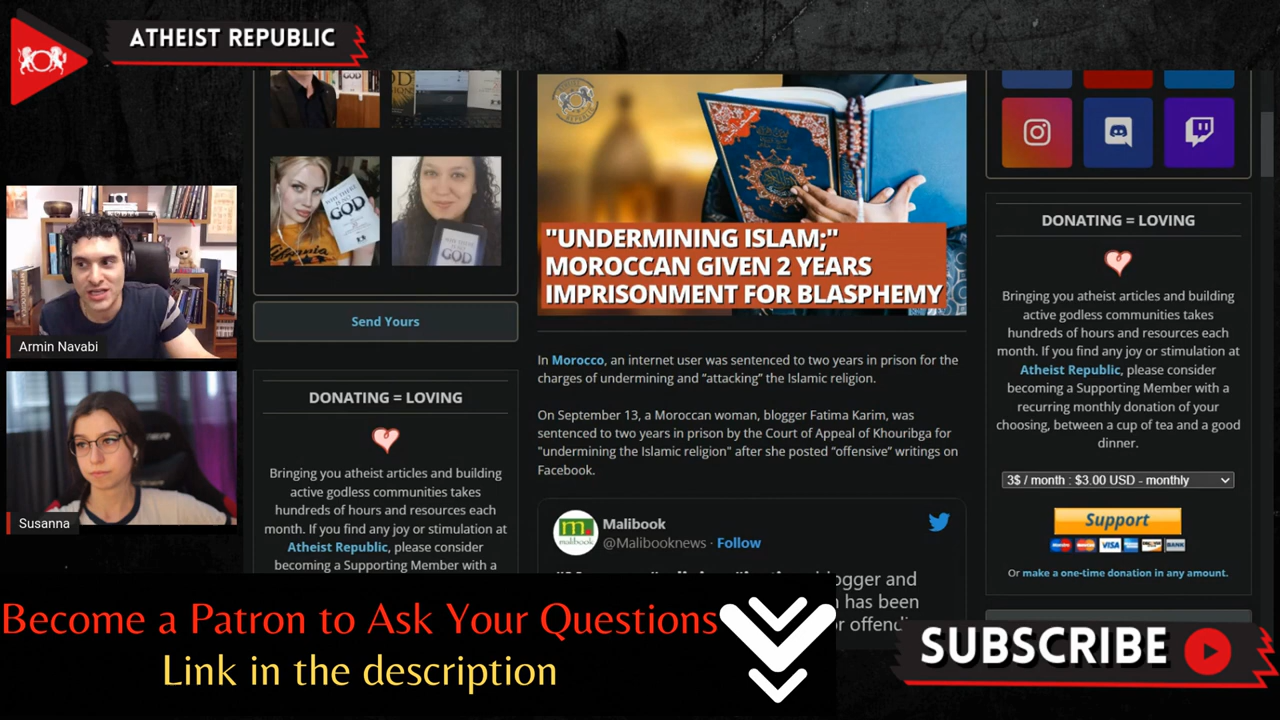 ATHEIST REPUBLIC
Armin Navabi
Susanna
GOD
GOD
Send Yours
DONATING = LOVING
Bringing you atheist articles and building
active godless communities takes
hundreds of hours and resources each
month. If you find any joy or stimulation at
Atheist Republic, please consider
becoming a Supporting Member with a
"UNDERMINING ISLAM;"
MOROCCAN GIVEN 2 YEARS
IMPRISONMENT FOR BLASPHEMY
In Morocco, an internet user was sentenced to two years in prison for the
charges of undermining and “attacking” the Islamic religion.
On September 13, a Moroccan woman, blogger Fatima Karim, was
sentenced to two years in prison by the Court of Appeal of Khouribga for
"undermining the Islamic religion" after she posted “offensive” writings on
Facebook.
m.
malibook
Malibook
@Malibooknews · Follow
and
has been
DONATING = LOVING
Bringing you atheist articles and building
active godless communities takes
hundreds of hours and resources each
month. If you find any joy or stimulation at
Atheist Republic, please consider
becoming a Supporting Member with a
recurring monthly donation of your
choosing, between a cup of tea and a good
dinner.
3$ / month : $3.00 USD - monthly
Support
VISA
BANK
Or make a one-time donation in any amount.
Become a Patron to Ask Your Questions
Link in the description
SUBSCRIBE